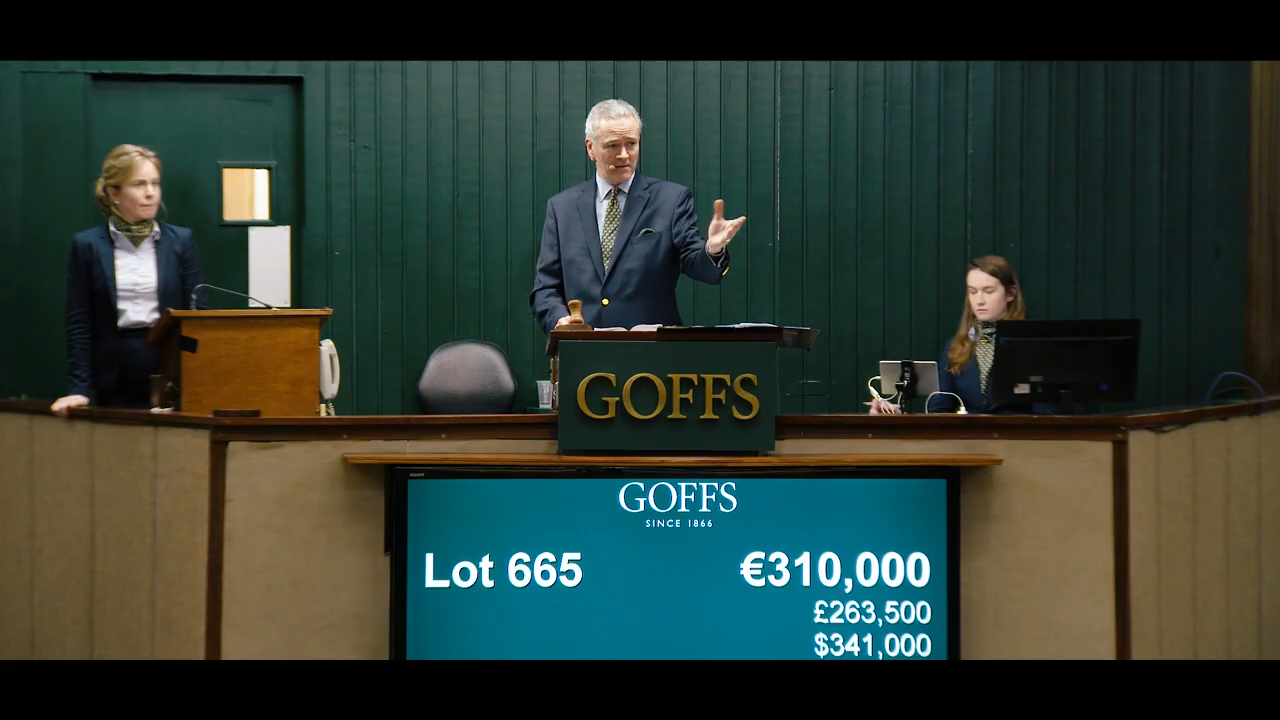 GOFFS
GOFFS
SINCE 1866
Lot 665
€310,000
£263,500
$341,000